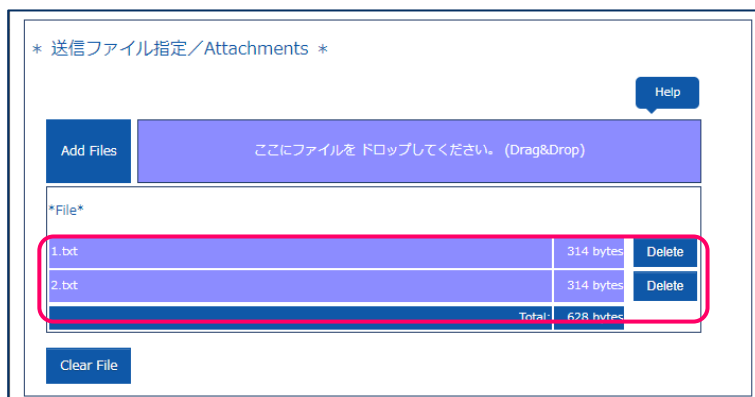 * 送信ファイル指定／Attachments *
Help
Add Files
ここにファイルを ドロップしてください。 (Drag&Drop)
*File*
1.txt 314 bytes Delete
2.txt 314 bytes Delete
Total: 628 bytes
Clear File